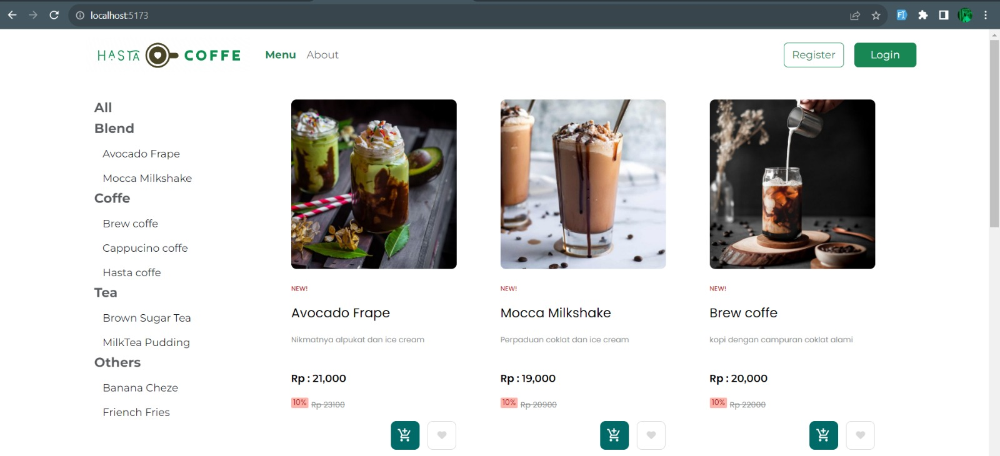 localhost:5173
HASTA COFFE
Menu About
Register Login
All
Blend
Avocado Frape
Mocca Milkshake
Coffe
Brew coffe
Cappucino coffe
Hasta coffe
Tea
Brown Sugar Tea
MilkTea Pudding
Others
Banana Cheze
Friench Fries
NEW!
Avocado Frape
Nikmatnya alpukat dan ice cream
Rp : 21,000
10% Rp 23100
NEW!
Mocca Milkshake
Perpaduan coklat dan ice cream
Rp : 19,000
10% Rp 20900
NEW!
Brew coffe
kopi dengan campuran coklat alami
Rp : 20,000
10% Rp 22000